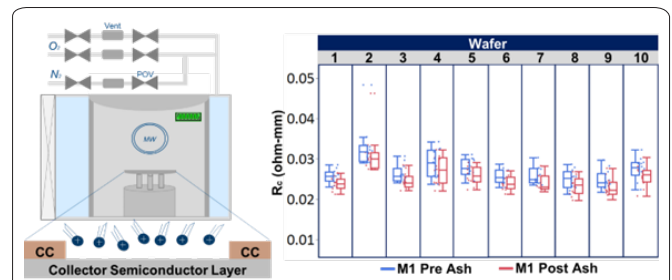 Vent
O₂
N₂
POV
MW
CC
CC
Collector Semiconductor Layer
Wafer
1 2 3 4 5 6 7 8 9 10
0.05
0.04
0.03
0.02
0.01
Rc (ohm-mm)
M1 Pre Ash
M1 Post Ash